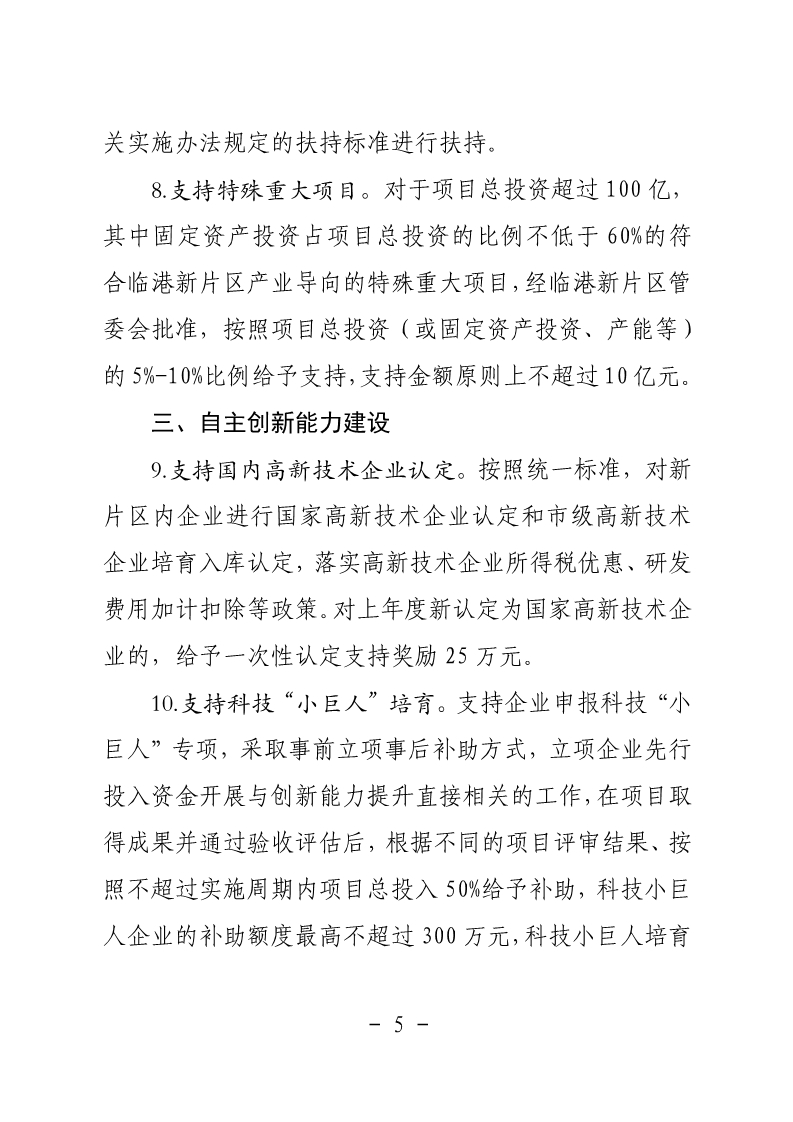 关实施办法规定的扶持标准进行扶持。
8.支持特殊重大项目。对于项目总投资超过 100 亿，
其中固定资产投资占项目总投资的比例不低于 60%的符
合临港新片区产业导向的特殊重大项目，经临港新片区管
委会批准，按照项目总投资（或固定资产投资、产能等）
的 5%-10%比例给予支持，支持金额原则上不超过 10 亿元。
三、自主创新能力建设
9.支持国内高新技术企业认定。按照统一标准，对新
片区内企业进行国家高新技术企业认定和市级高新技术
企业培育入库认定，落实高新技术企业所得税优惠、研发
费用加计扣除等政策。对上年度新认定为国家高新技术企
业的，给予一次性认定支持奖励 25 万元。
10.支持科技“小巨人”培育。支持企业申报科技“小
巨人”专项，采取事前立项事后补助方式，立项企业先行
投入资金开展与创新能力提升直接相关的工作，在项目取
得成果并通过验收评估后，根据不同的项目评审结果、按
照不超过实施周期内项目总投入 50%给予补助，科技小巨
人企业的补助额度最高不超过 300 万元，科技小巨人培育
- 5 -